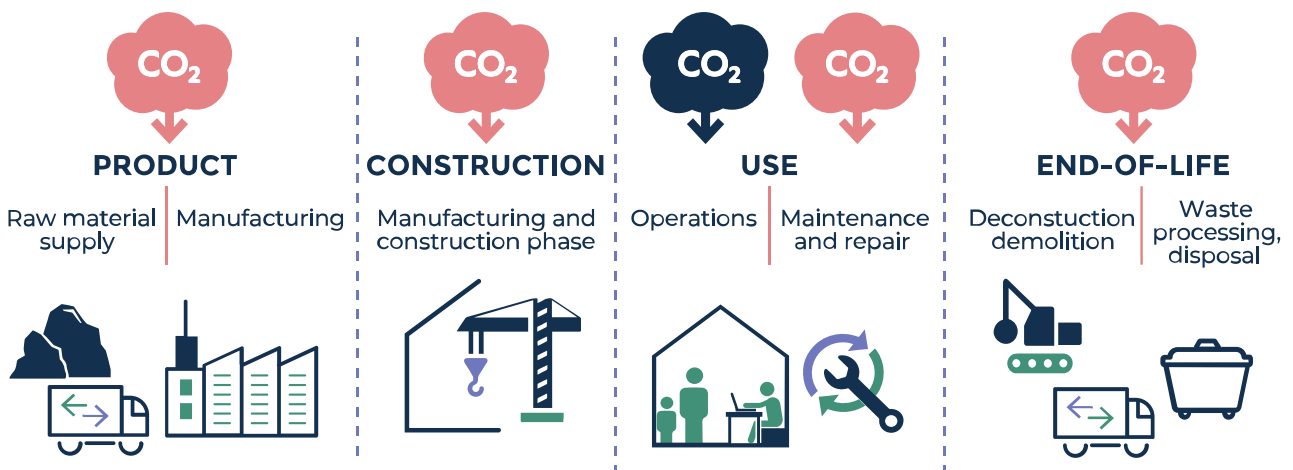 CO2
PRODUCT
Raw material
supply
Manufacturing
CO2
CONSTRUCTION
Manufacturing and
construction phase
CO2
CO2
USE
Operations
Maintenance
and repair
CO2
END-OF-LIFE
Deconstuction
demolition
Waste
processing,
disposal